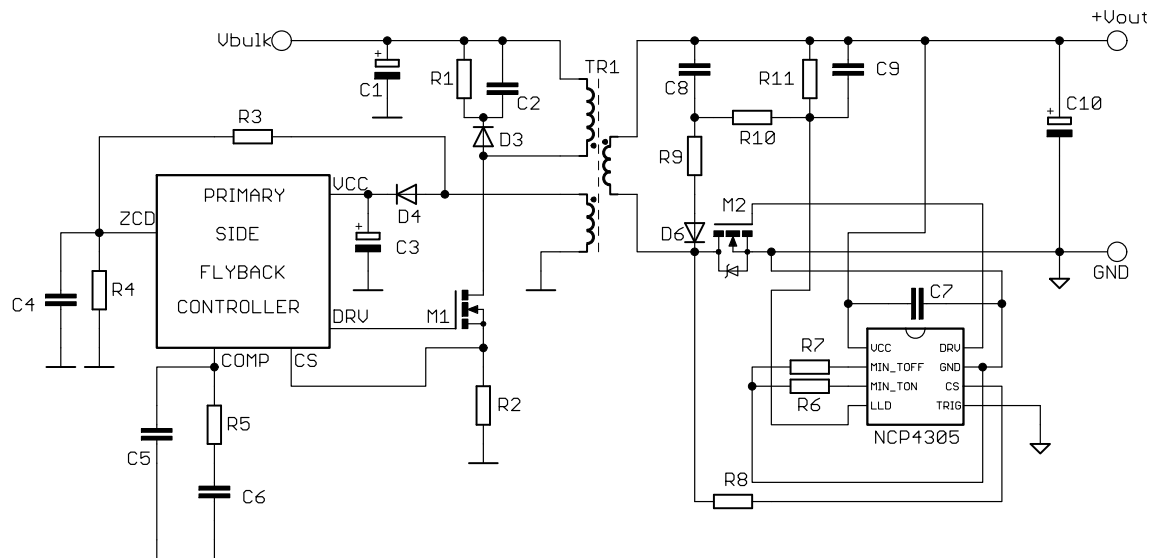 +Vout
Vbulk
+
C1
R1
C2
TR1
C8
R11
C9
R10
+
C10
R3
D3
R9
VCC
D4
+
C3
PRIMARY
SIDE
FLYBACK
CONTROLLER
ZCD
D6
M2
GND
C4
R4
DRV
M1
C7
COMP
CS
R2
R7
R6
VCC
MIN_TOFF
MIN_TON
LLD
DRV
GND
CS
TRIG
NCP4305
C5
R5
C6
R8